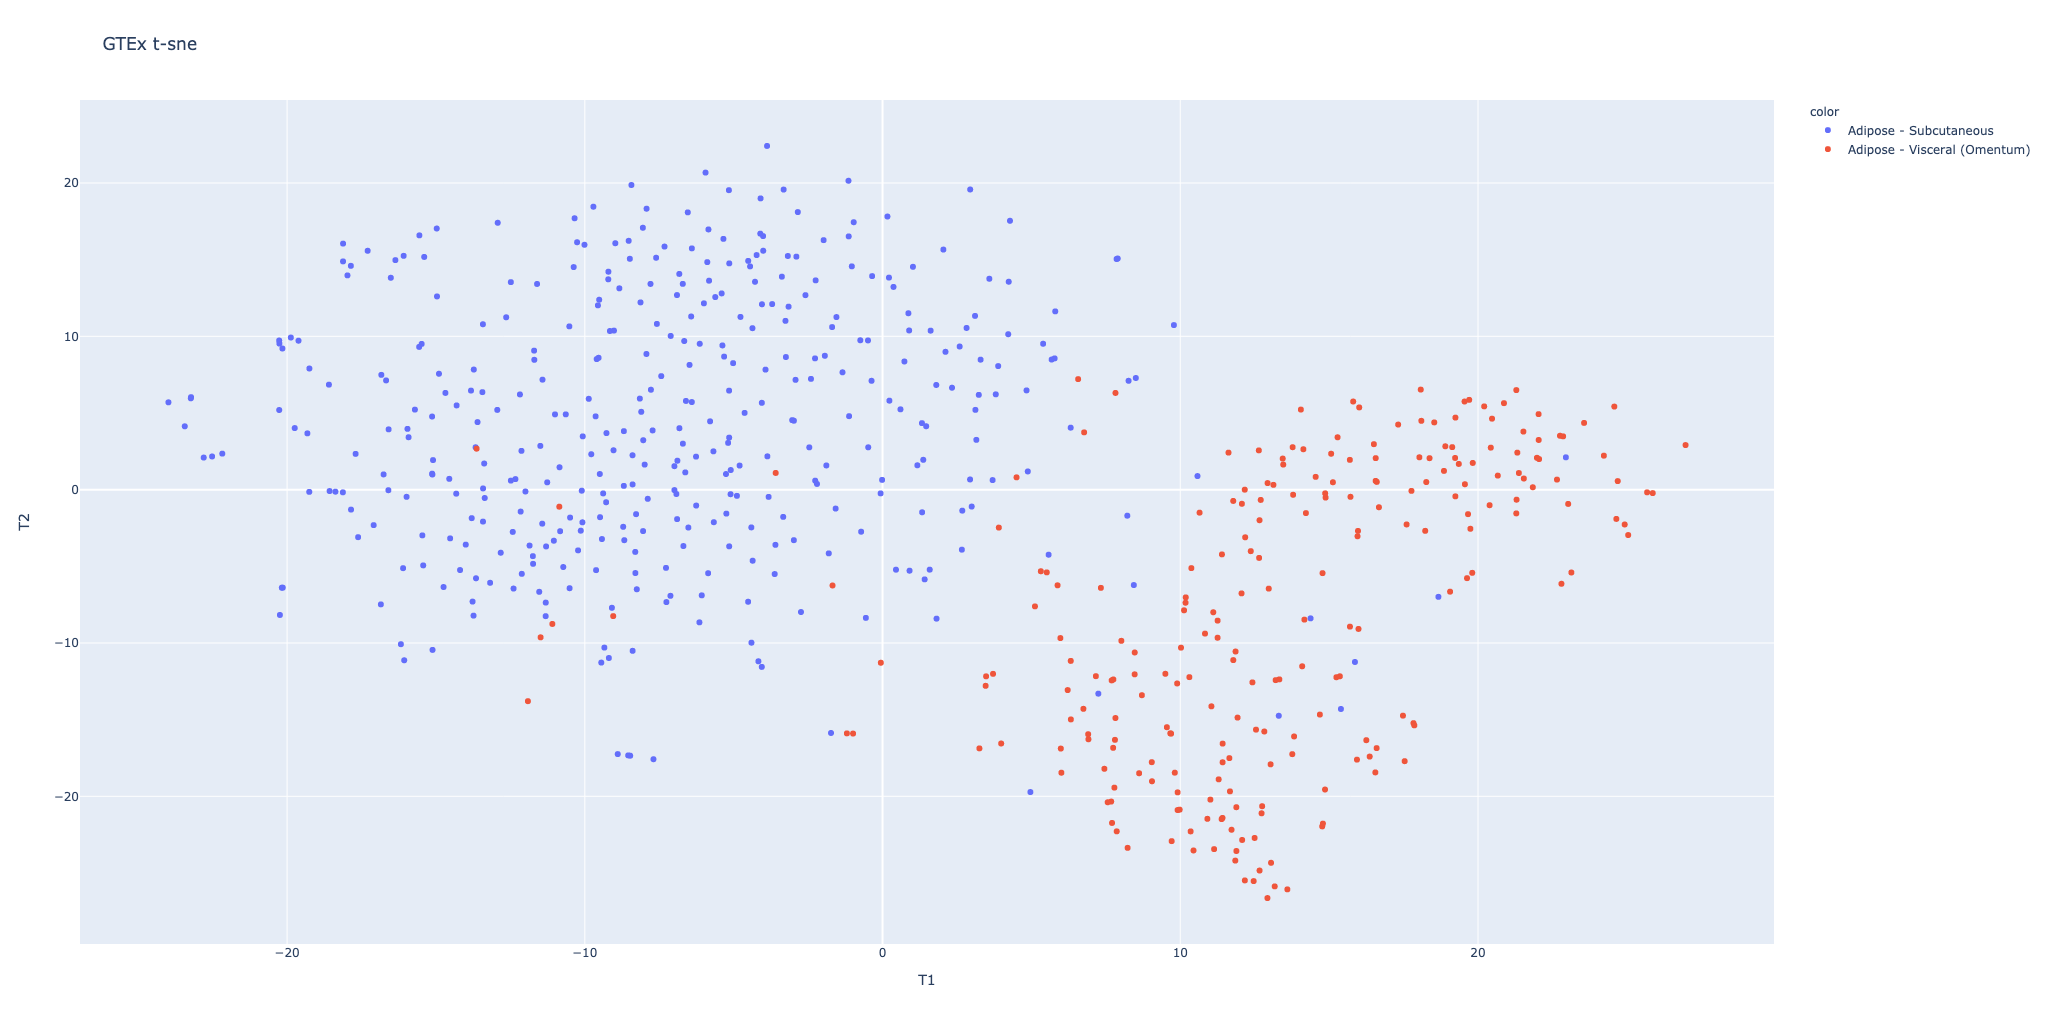 GTEx t-sne
color
Adipose - Subcutaneous
Adipose - Visceral (Omentum)
20
10
0
−10
−20
T2
−20
−10
0
10
20
T1